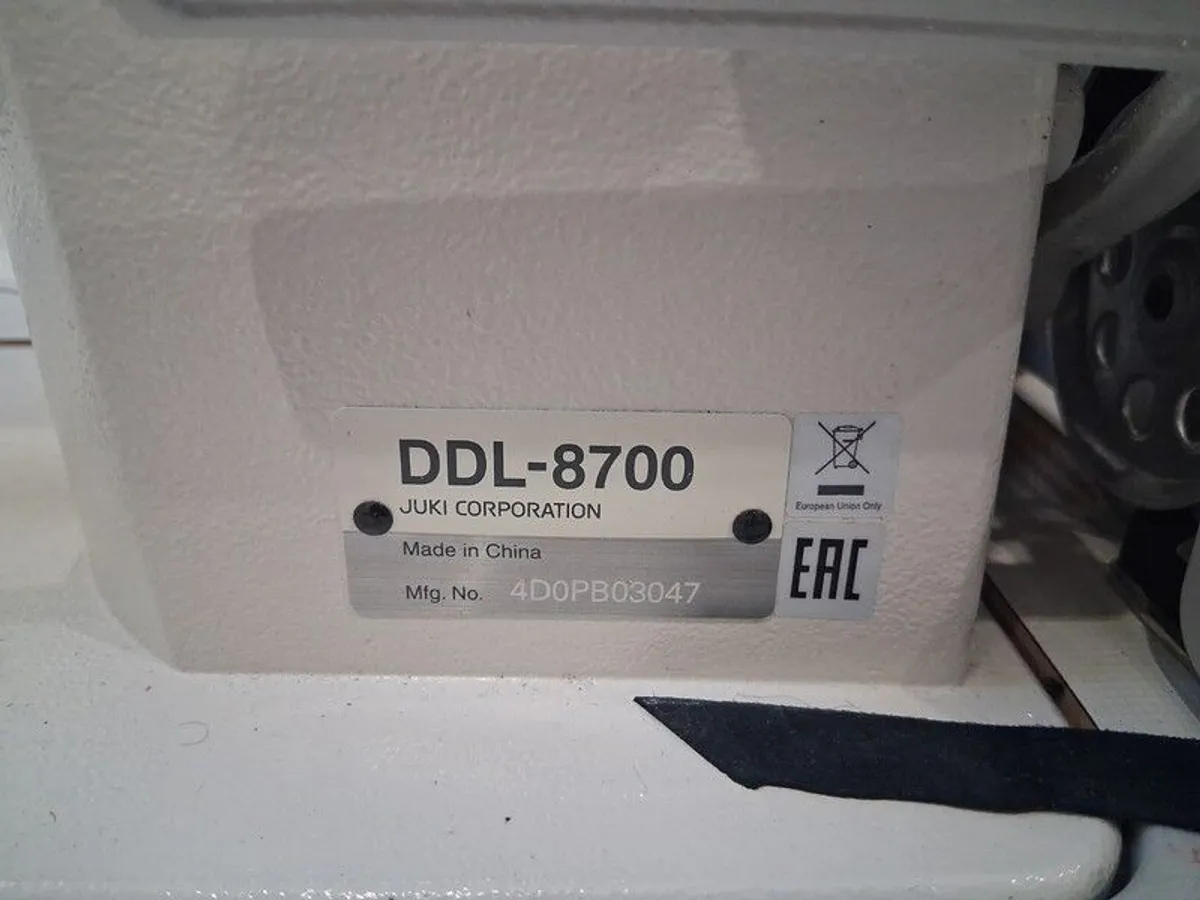 DDL-8700
JUKI CORPORATION
Made in China
Mfg. No. 4D0PB03047
European Union Only
EAC